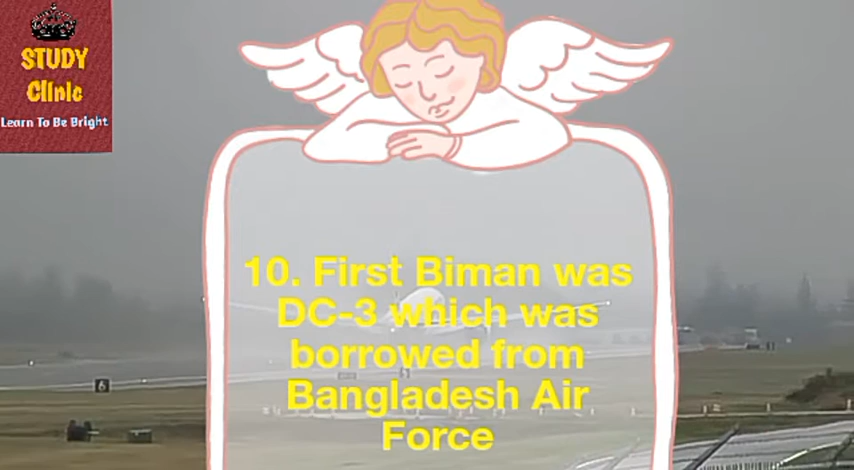 STUDY
Clinic
Learn To Be Bright
10. First Biman was
DC-3 which was
borrowed from
Bangladesh Air
Force
6